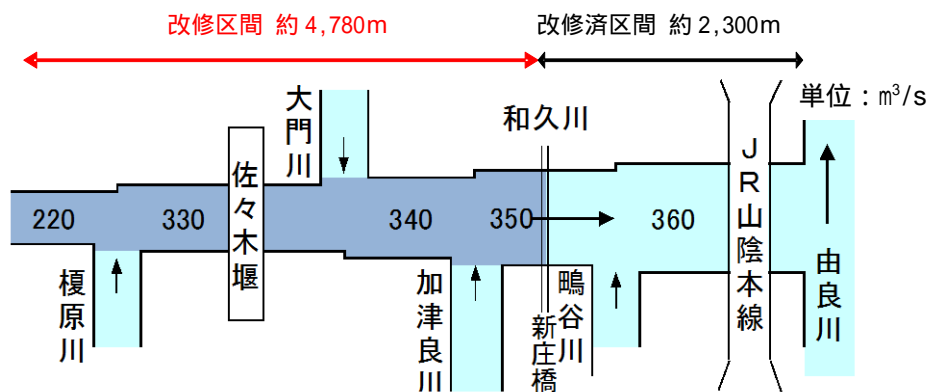 改修区間 約4,780m
改修済区間 約2,300m
単位：m³/s
大門川
和久川
JR山陰本線
佐々木堰
220
330
340
350
360
榎原川
加津良川
新庄橋
鴫谷川
由良川